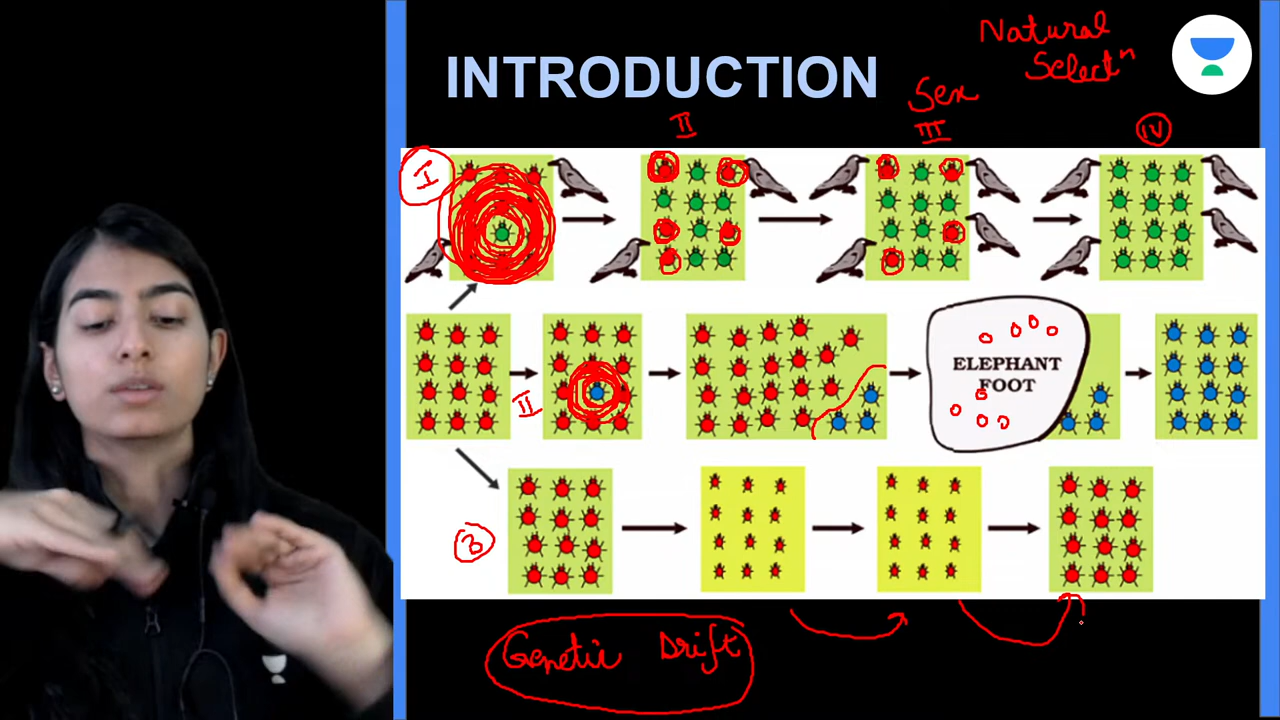 Natural
Selectⁿ
INTRODUCTION
Sex
II
III
IV
I
ELEPHANT
FOOT
II
3
Genetic Drift